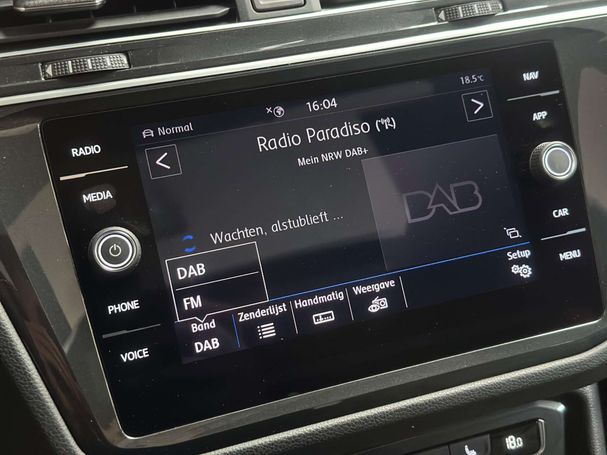 18.5°C
16:04
Normal
NAV
RADIO
Radio Paradiso
APP
Mein NRW DAB+
MEDIA
DAB
Wachten, alstublieft ...
CAR
DAB
Setup
MENU
FM
PHONE
Band
DAB
Zenderlijst
Handmatig
Weergave
VOICE
18.0